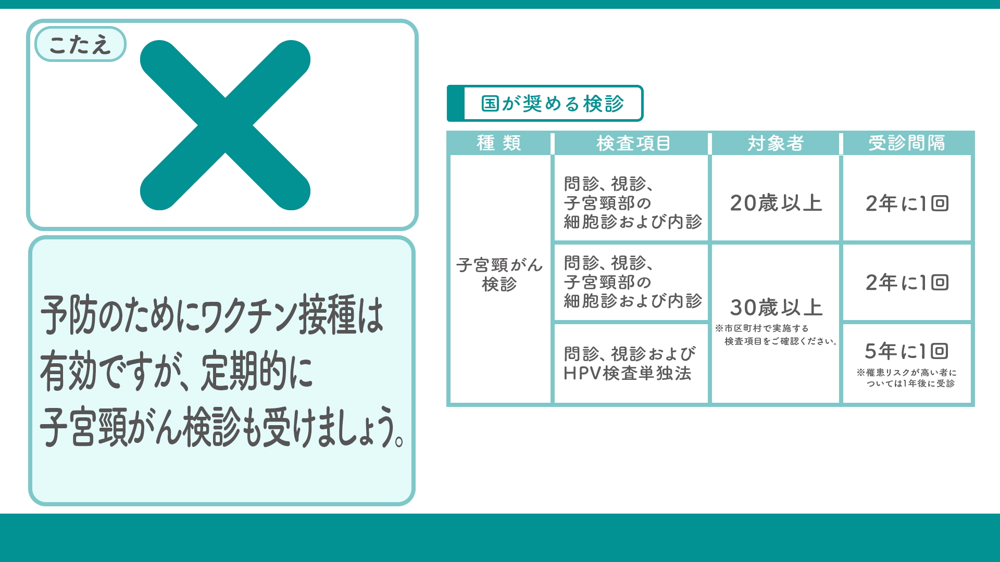 こたえ
予防のためにワクチン接種は
有効ですが、定期的に
子宮頸がん検診も受けましょう。
国が奨める検診
種類 検査項目 対象者 受診間隔
子宮頸がん
検診
問診、視診、
子宮頸部の
細胞診および内診
20歳以上
2年に1回
問診、視診、
子宮頸部の
細胞診および内診
30歳以上
※市区町村で実施する
検査項目をご確認ください。
2年に1回
問診、視診および
HPV検査単独法
5年に1回
※罹患リスクが高い者に
ついては1年後に受診